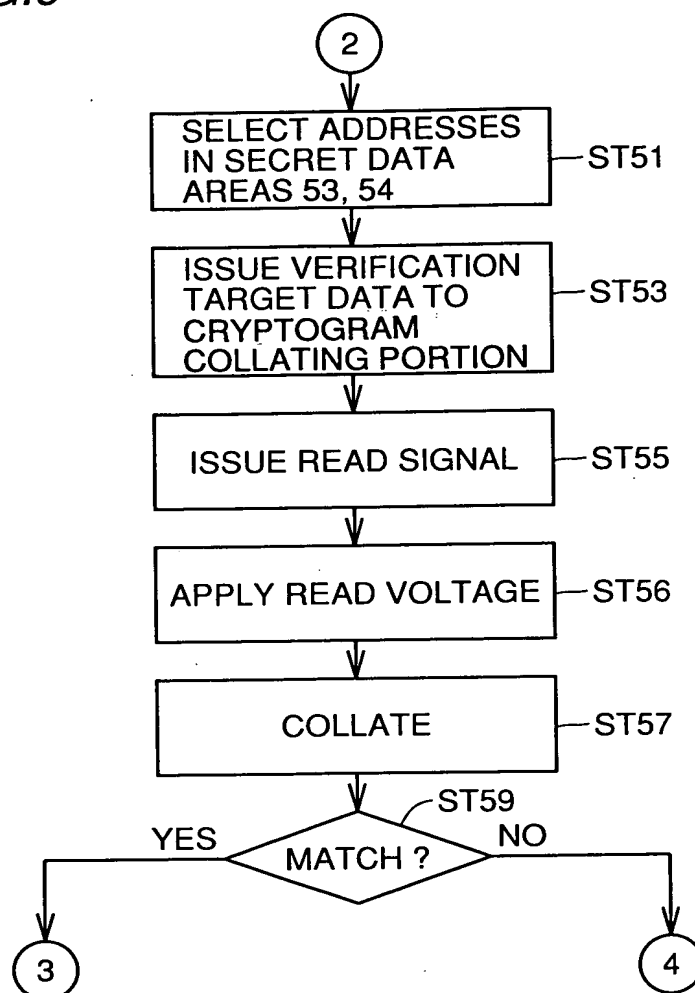 2
SELECT ADDRESSES
IN SECRET DATA
AREAS 53, 54
ST51
ISSUE VERIFICATION
TARGET DATA TO
CRYPTOGRAM
COLLATING PORTION
ST53
ISSUE READ SIGNAL
ST55
APPLY READ VOLTAGE
ST56
COLLATE
ST57
ST59
YES
MATCH ?
NO
3
4